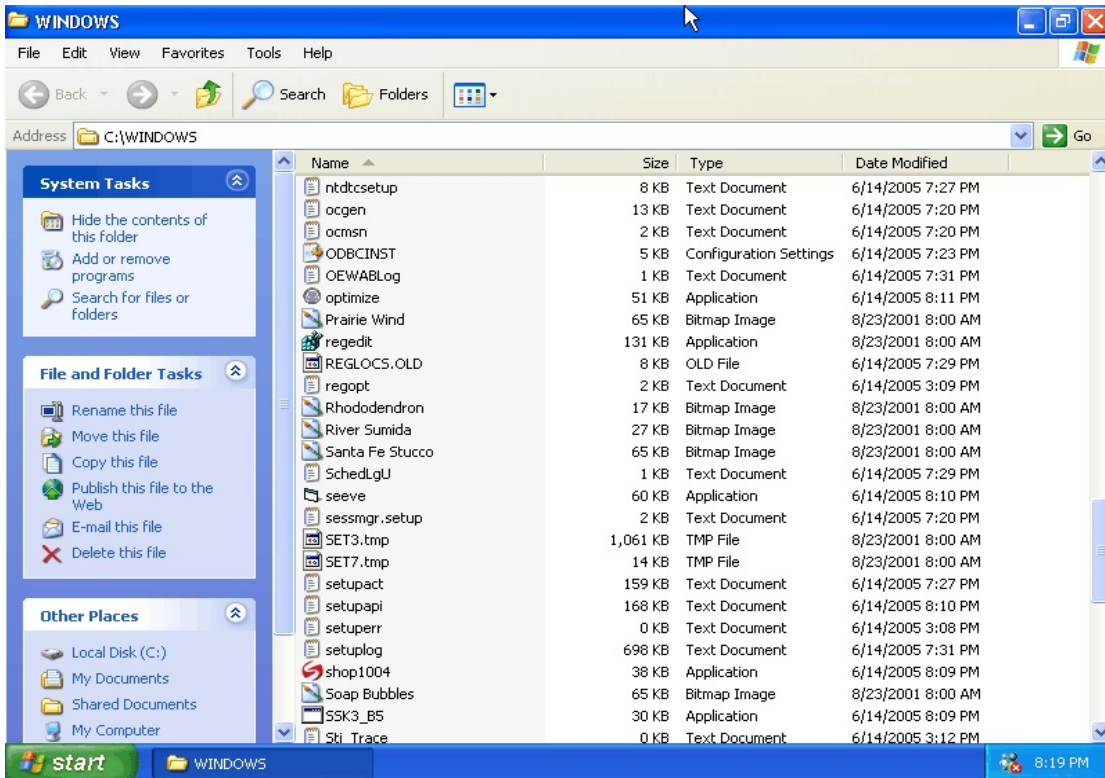 WINDOWS
File Edit View Favorites Tools Help
Back Search Folders
Address C:\WINDOWS Go
System Tasks
Hide the contents of
this folder
Add or remove
programs
Search for files or
folders
File and Folder Tasks
Rename this file
Move this file
Copy this file
Publish this file to the
Web
E-mail this file
Delete this file
Other Places
Local Disk (C:)
My Documents
Shared Documents
My Computer
Name Size Type Date Modified
ntdtcsetup 8 KB Text Document 6/14/2005 7:27 PM
ocgen 13 KB Text Document 6/14/2005 7:20 PM
ocmsn 2 KB Text Document 6/14/2005 7:20 PM
ODBCINST 5 KB Configuration Settings 6/14/2005 7:23 PM
OEWABLog 1 KB Text Document 6/14/2005 7:31 PM
optimize 51 KB Application 6/14/2005 8:11 PM
Prairie Wind 65 KB Bitmap Image 8/23/2001 8:00 AM
regedit 131 KB Application 8/23/2001 8:00 AM
REGLOCS.OLD 8 KB OLD File 6/14/2005 7:29 PM
regopt 2 KB Text Document 6/14/2005 3:09 PM
Rhododendron 17 KB Bitmap Image 8/23/2001 8:00 AM
River Sumida 27 KB Bitmap Image 8/23/2001 8:00 AM
Santa Fe Stucco 65 KB Bitmap Image 8/23/2001 8:00 AM
SchedLgU 1 KB Text Document 6/14/2005 7:29 PM
seeve 60 KB Application 6/14/2005 8:10 PM
sessmgr.setup 2 KB Text Document 6/14/2005 7:20 PM
SET3.tmp 1,061 KB TMP File 8/23/2001 8:00 AM
SET7.tmp 14 KB TMP File 8/23/2001 8:00 AM
setupact 159 KB Text Document 6/14/2005 7:27 PM
setupapi 168 KB Text Document 6/14/2005 8:10 PM
setuperr 0 KB Text Document 6/14/2005 3:08 PM
setuplog 698 KB Text Document 6/14/2005 7:31 PM
shop1004 38 KB Application 6/14/2005 8:09 PM
Soap Bubbles 65 KB Bitmap Image 8/23/2001 8:00 AM
SSK3_B5 30 KB Application 6/14/2005 8:09 PM
Sti_Trace 0 KB Text Document 6/14/2005 3:12 PM
start WINDOWS 8:19 PM